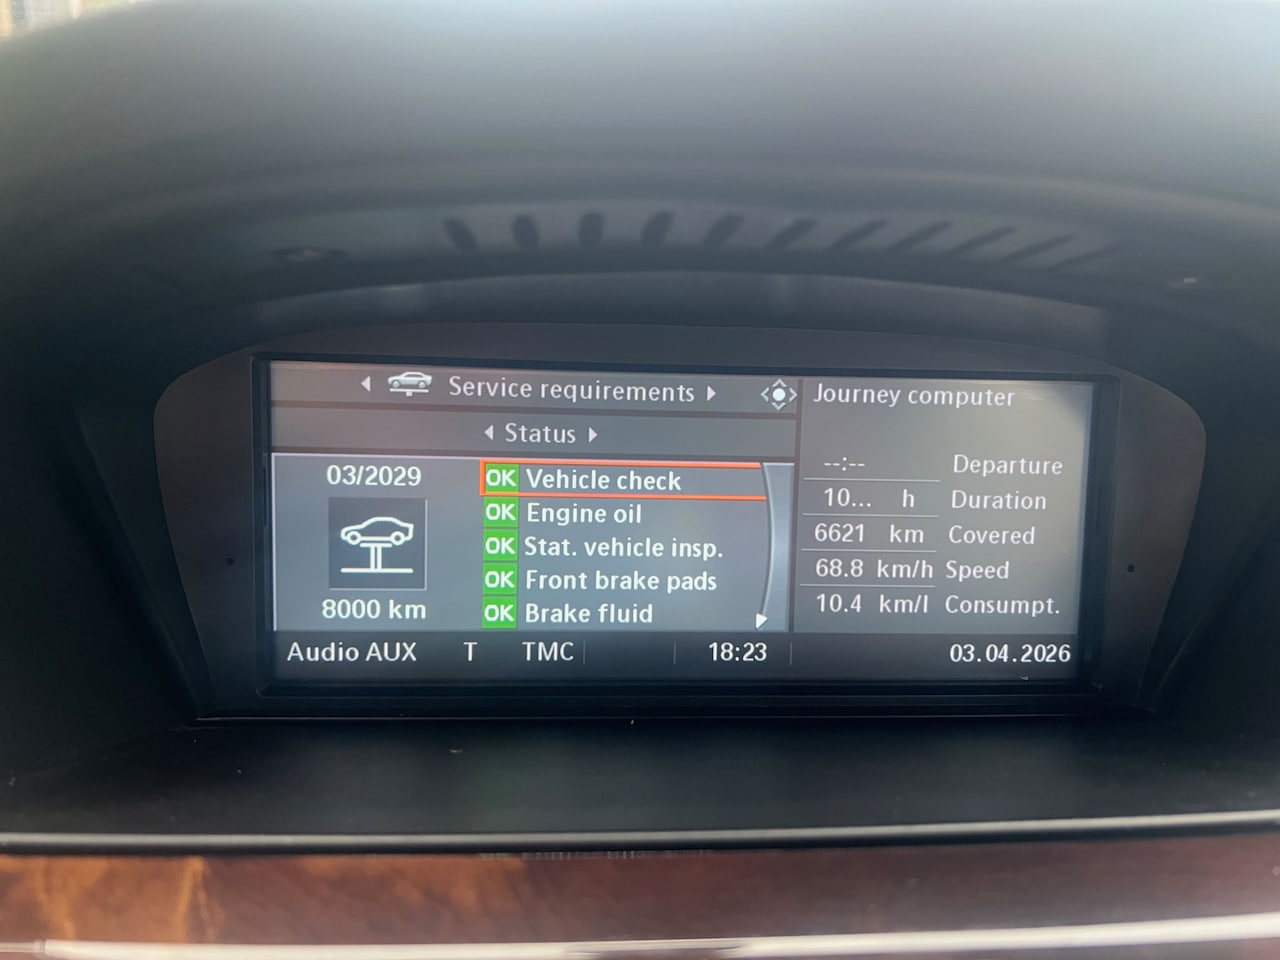 Service requirements
Status
03/2029
8000 km
OK Vehicle check
OK Engine oil
OK Stat. vehicle insp.
OK Front brake pads
OK Brake fluid
Journey computer
--:-- Departure
10... h Duration
6621 km Covered
68.8 km/h Speed
10.4 km/l Consumpt.
Audio AUX T TMC 18:23 03.04.2026